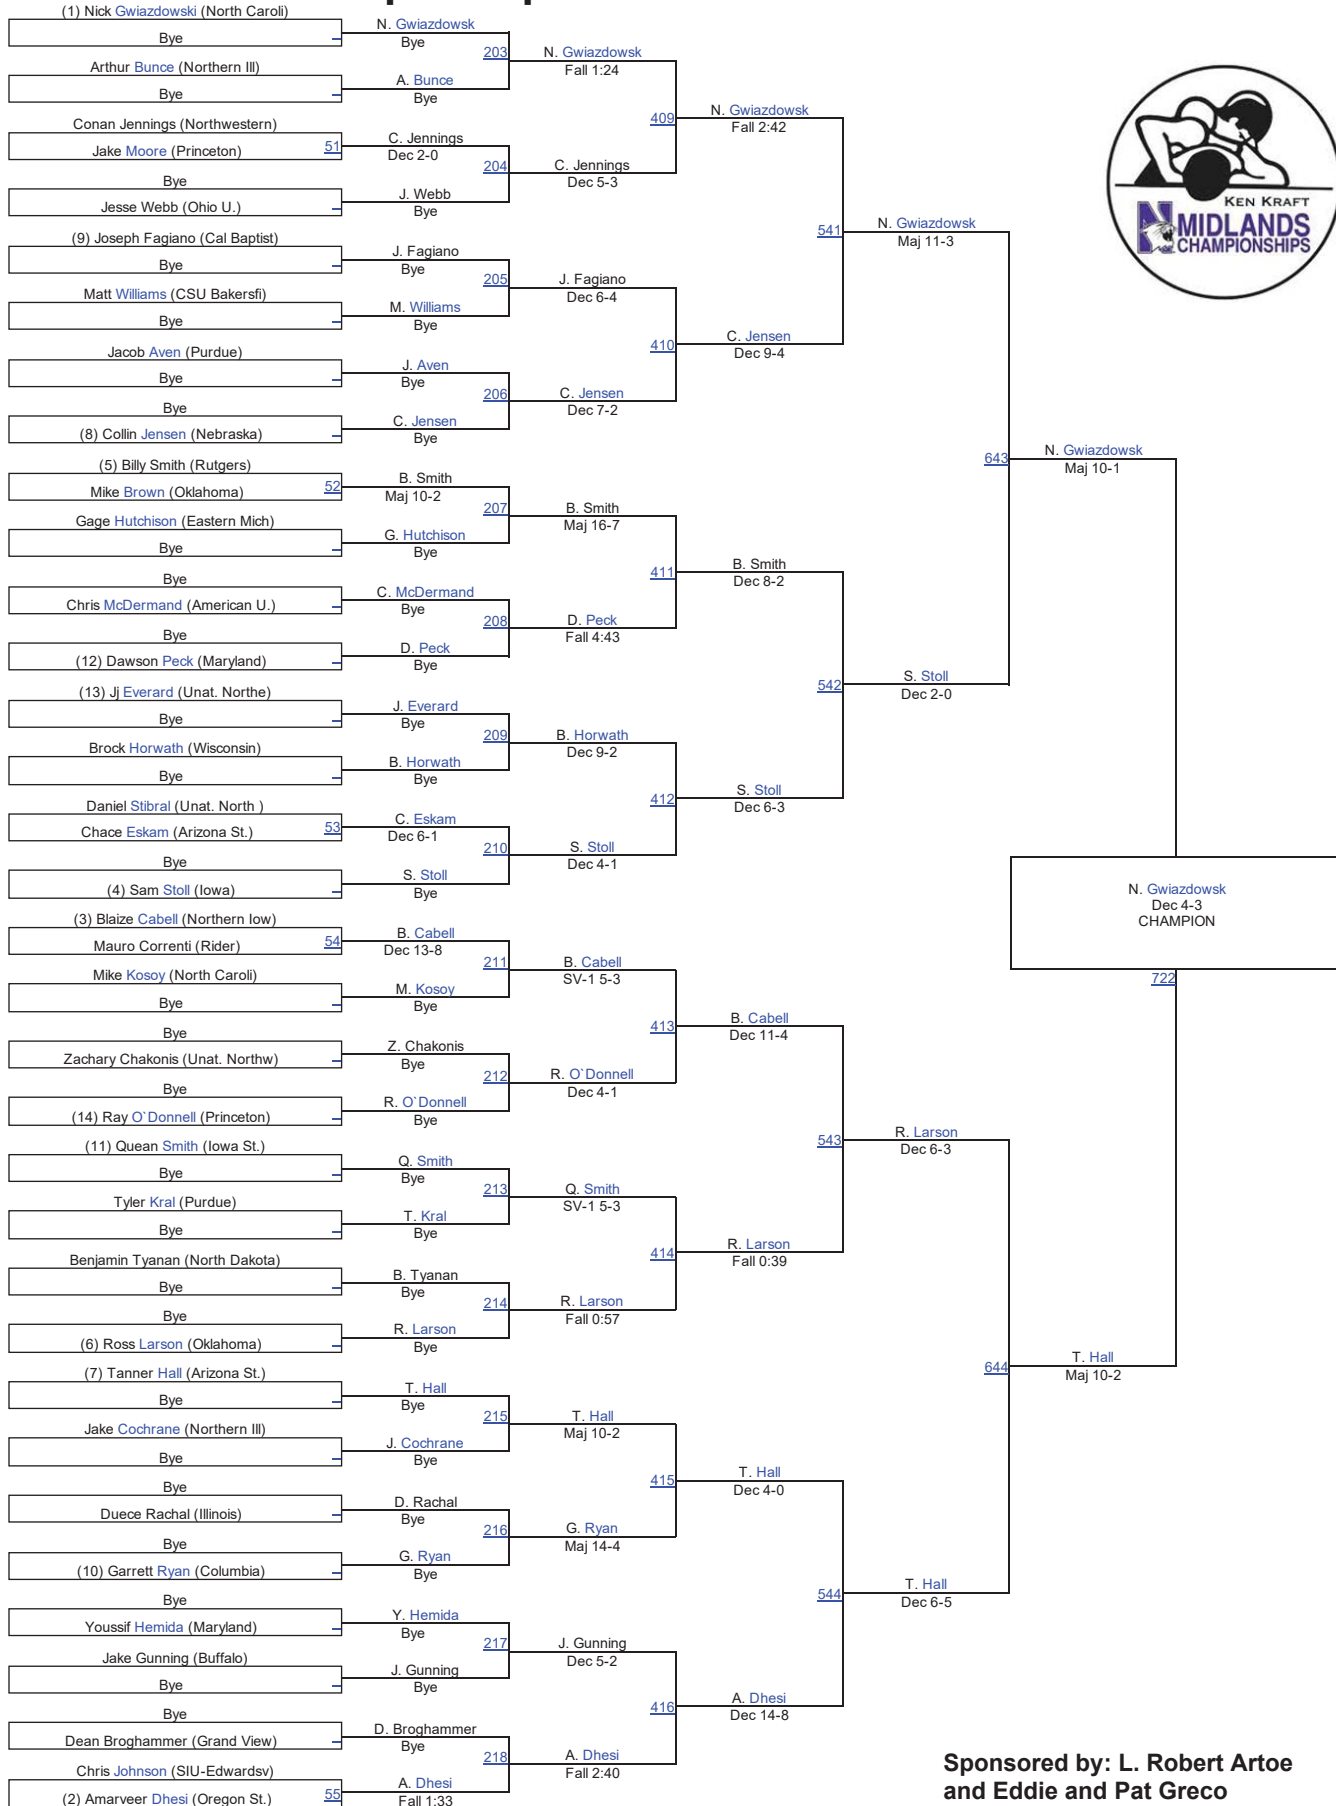 (1) Nick Gwiazdowski (North Caroli)
Bye
Arthur Bunce (Northern Ill)
Bye
Conan Jennings (Northwestern)
Jake Moore (Princeton)
51
Bye
Jesse Webb (Ohio U.)
(9) Joseph Fagiano (Cal Baptist)
Bye
Matt Williams (CSU Bakersfi)
Bye
Jacob Aven (Purdue)
Bye
Bye
(8) Collin Jensen (Nebraska)
(5) Billy Smith (Rutgers)
Mike Brown (Oklahoma)
52
Gage Hutchison (Eastern Mich)
Bye
Bye
Chris McDermand (American U.)
Bye
(12) Dawson Peck (Maryland)
(13) Jj Everard (Unat. Northe)
Bye
Brock Horwath (Wisconsin)
Bye
Daniel Stibral (Unat. North )
Chace Eskam (Arizona St.)
53
Bye
(4) Sam Stoll (Iowa)
(3) Blaize Cabell (Northern Iow)
Mauro Correnti (Rider)
54
Mike Kosoy (North Caroli)
Bye
Bye
Zachary Chakonis (Unat. Northw)
Bye
(14) Ray O`Donnell (Princeton)
(11) Quean Smith (Iowa St.)
Bye
Tyler Kral (Purdue)
Bye
Benjamin Tyanan (North Dakota)
Bye
Bye
(6) Ross Larson (Oklahoma)
(7) Tanner Hall (Arizona St.)
Bye
Jake Cochrane (Northern Ill)
Bye
Bye
Duece Rachal (Illinois)
Bye
(10) Garrett Ryan (Columbia)
Bye
Youssif Hemida (Maryland)
Jake Gunning (Buffalo)
Bye
Bye
Dean Broghammer (Grand View)
Chris Johnson (SIU-Edwardsv)
(2) Amarveer Dhesi (Oregon St.)
55
N. Gwiazdowsk
Bye
203
A. Bunce
Bye
C. Jennings
Dec 2-0
204
J. Webb
Bye
J. Fagiano
Bye
205
M. Williams
Bye
J. Aven
Bye
206
C. Jensen
Bye
B. Smith
Maj 10-2
207
G. Hutchison
Bye
C. McDermand
Bye
208
D. Peck
Bye
J. Everard
Bye
209
B. Horwath
Bye
C. Eskam
Dec 6-1
210
S. Stoll
Bye
B. Cabell
Dec 13-8
211
M. Kosoy
Bye
Z. Chakonis
Bye
212
R. O`Donnell
Bye
Q. Smith
Bye
213
T. Kral
Bye
B. Tyanan
Bye
214
R. Larson
Bye
T. Hall
Bye
215
J. Cochrane
Bye
D. Rachal
Bye
216
G. Ryan
Bye
Y. Hemida
Bye
217
J. Gunning
Bye
D. Broghammer
Bye
218
A. Dhesi
Fall 1:33
N. Gwiazdowsk
Fall 1:24
409
C. Jennings
Dec 5-3
J. Fagiano
Dec 6-4
410
C. Jensen
Dec 7-2
B. Smith
Maj 16-7
411
D. Peck
Fall 4:43
B. Horwath
Dec 9-2
412
S. Stoll
Dec 4-1
B. Cabell
SV-1 5-3
413
R. O`Donnell
Dec 4-1
Q. Smith
SV-1 5-3
414
R. Larson
Fall 0:57
T. Hall
Maj 10-2
415
G. Ryan
Maj 14-4
J. Gunning
Dec 5-2
416
A. Dhesi
Fall 2:40
N. Gwiazdowsk
Fall 2:42
541
C. Jensen
Dec 9-4
B. Smith
Dec 8-2
542
S. Stoll
Dec 6-3
B. Cabell
Dec 11-4
543
R. Larson
Fall 0:39
T. Hall
Dec 4-0
544
A. Dhesi
Dec 14-8
N. Gwiazdowsk
Maj 11-3
643
S. Stoll
Dec 2-0
R. Larson
Dec 6-3
644
T. Hall
Dec 6-5
N. Gwiazdowsk
Maj 10-1
722
T. Hall
Maj 10-2
N. Gwiazdowsk
Dec 4-3
CHAMPION
KEN KRAFT
N MIDLANDS
CHAMPIONSHIPS
Sponsored by: L. Robert Artoe
and Eddie and Pat Greco